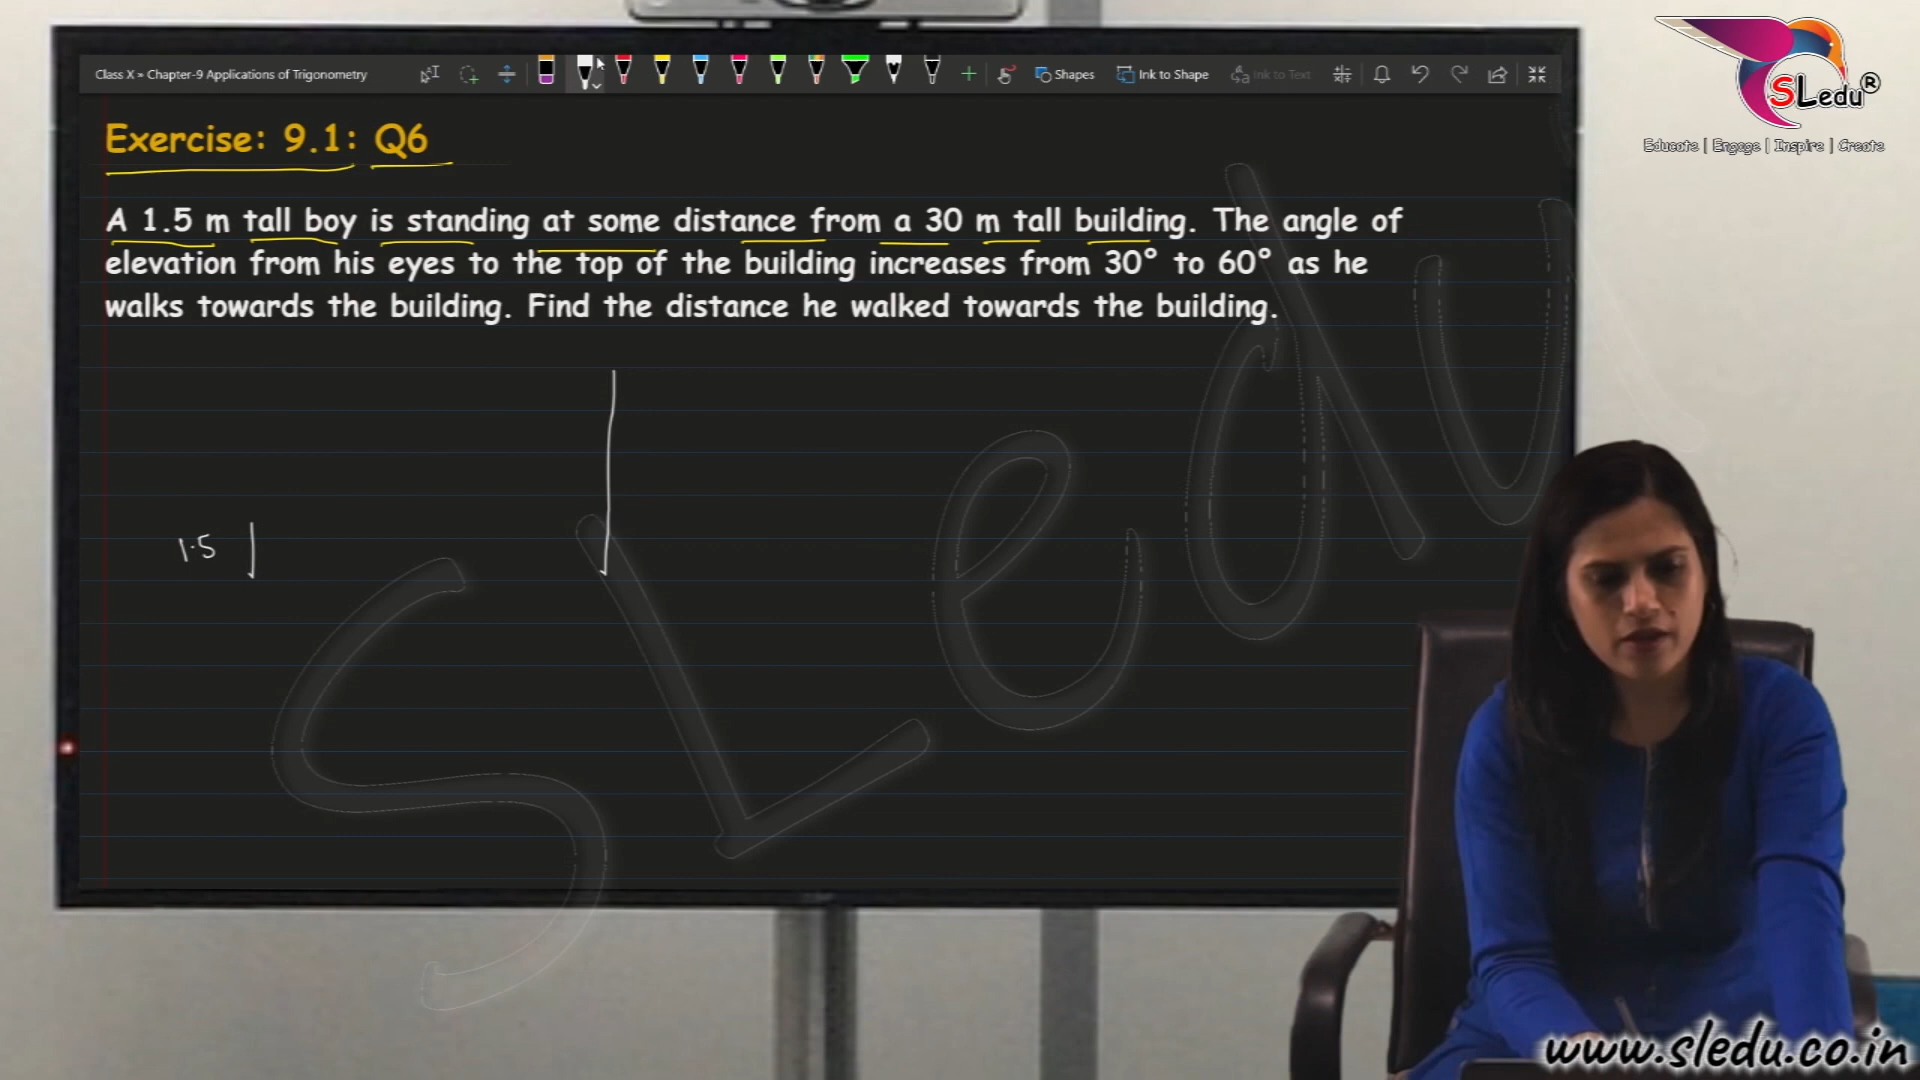 Class X » Chapter-9 Applications of Trigonometry
Shapes
Ink to Shape
Ink to Text
SLedu®
Educate | Engage | Inspire | Create
Exercise: 9.1: Q6
A 1.5 m tall boy is standing at some distance from a 30 m tall building. The angle of
elevation from his eyes to the top of the building increases from 30° to 60° as he
walks towards the building. Find the distance he walked towards the building.
1.5
SLedu
www.sledu.co.in